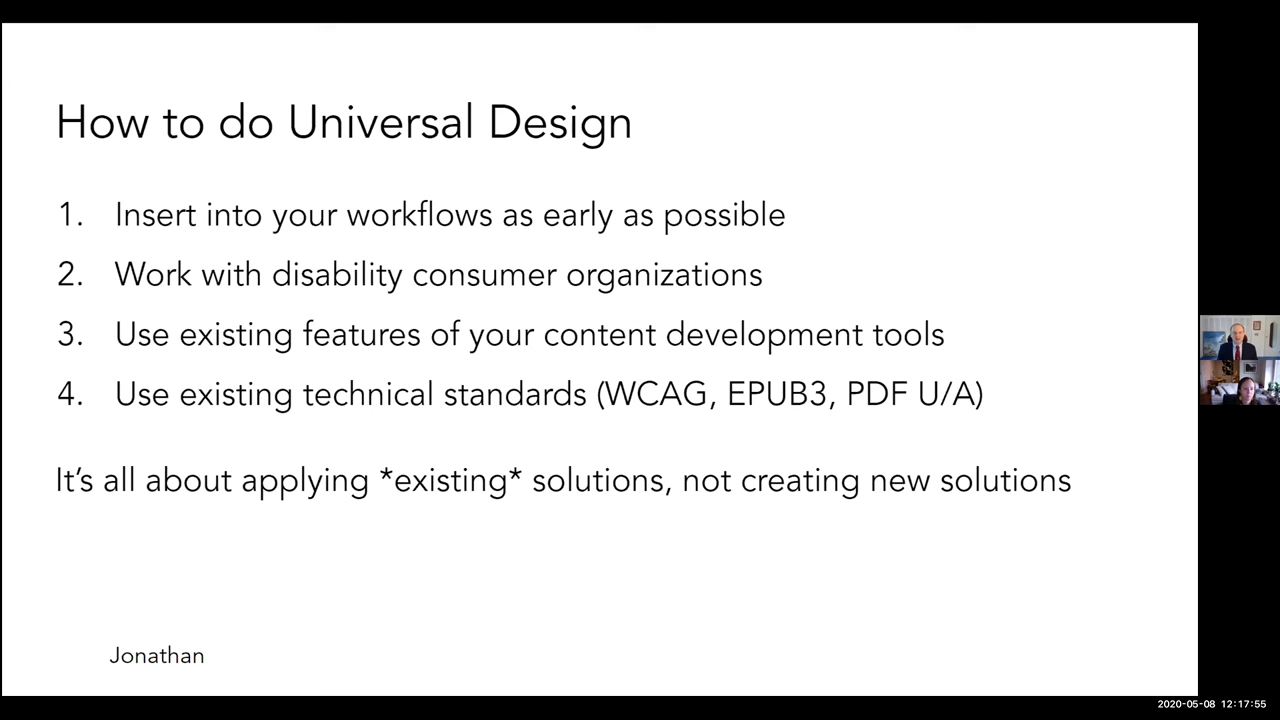 How to do Universal Design
1. Insert into your workflows as early as possible
2. Work with disability consumer organizations
3. Use existing features of your content development tools
4. Use existing technical standards (WCAG, EPUB3, PDF U/A)
It's all about applying *existing* solutions, not creating new solutions
Jonathan
2020-05-08 12:17:55